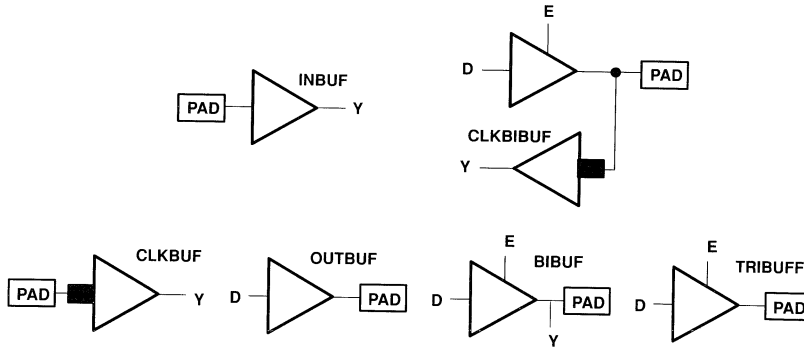 INBUF
PAD
Y
E
D
PAD
CLKBIBUF
Y
CLKBUF
PAD
Y
OUTBUF
D
PAD
E
BIBUF
D
PAD
Y
E
TRIBUFF
D
PAD